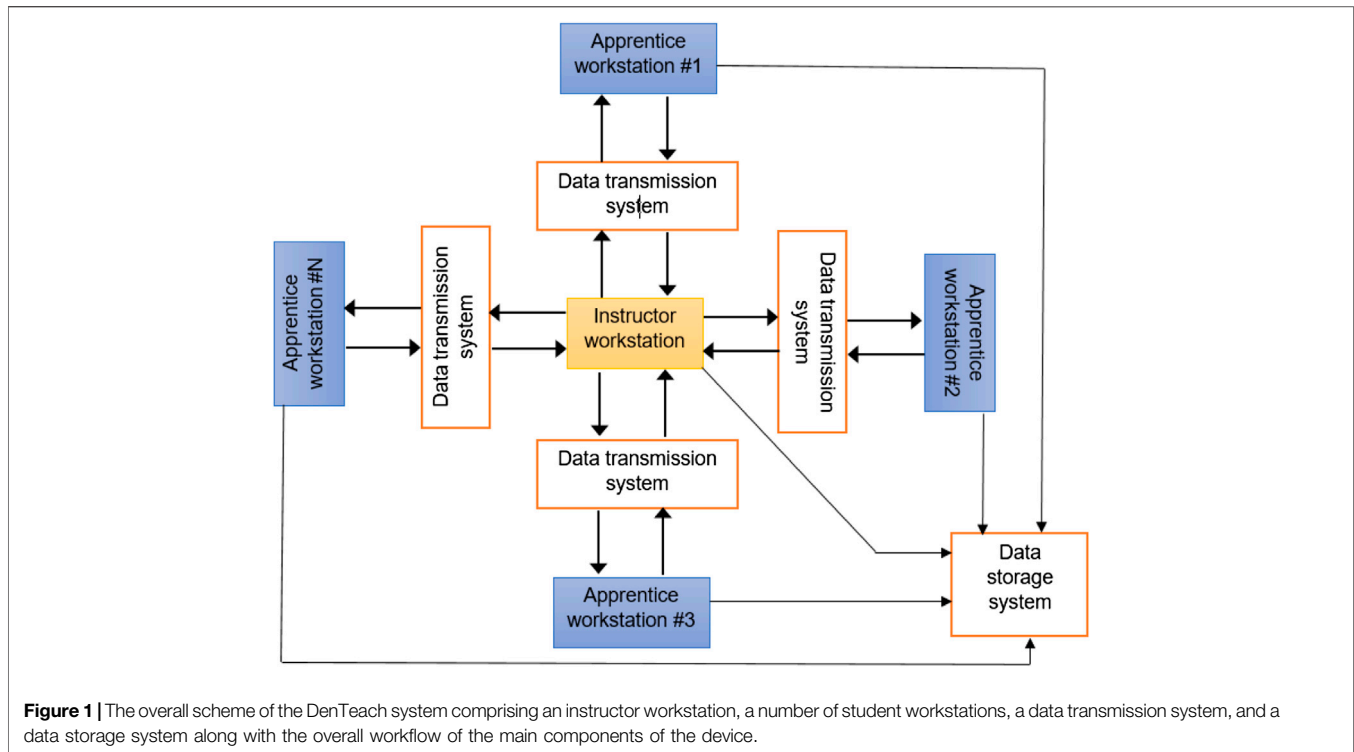 Apprentice
workstation #1
Data transmission
system
Apprentice
workstation #N
Data transmission
system
Instructor
workstation
Data transmission
system
Apprentice
workstation #2
Data transmission
system
Apprentice
workstation #3
Data
storage
system
Figure 1 | The overall scheme of the DenTeach system comprising an instructor workstation, a number of student workstations, a data transmission system, and a
data storage system along with the overall workflow of the main components of the device.